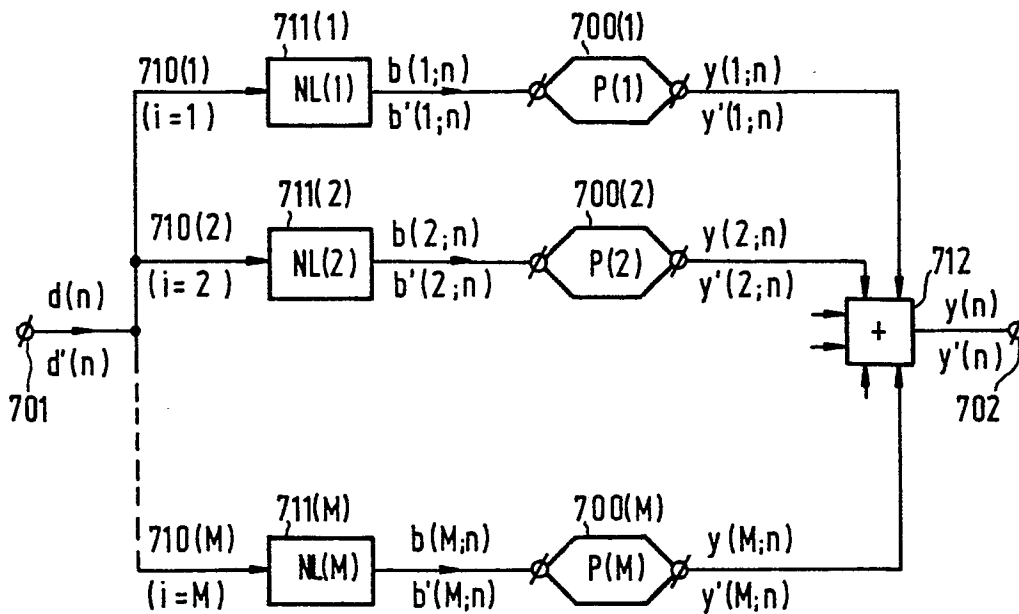 711(1)
700(1)
710(1)
(i=1)
NL(1)
b(1;n)
b'(1;n)
P(1)
y(1;n)
y'(1;n)
711(2)
700(2)
710(2)
(i=2)
NL(2)
b(2;n)
b'(2;n)
P(2)
y(2;n)
y'(2;n)
712
d(n)
d'(n)
701
+
y(n)
y'(n)
702
711(M)
700(M)
710(M)
(i=M)
NL(M)
b(M;n)
b'(M;n)
P(M)
y(M;n)
y'(M;n)